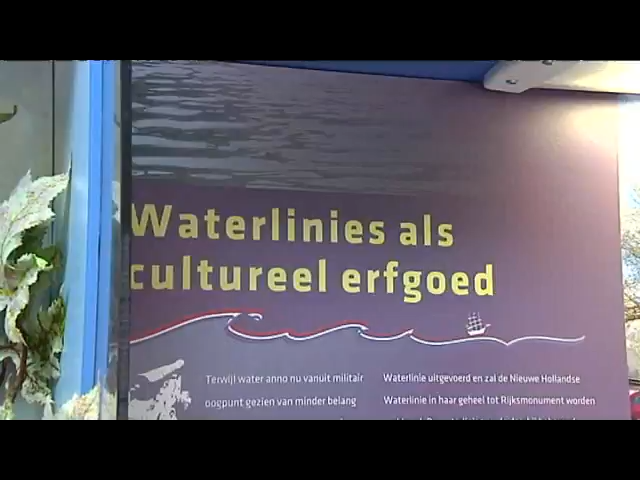 Waterlinies als
cultureel erfgoed
Terwijl water anno nu vanuit militair
oogpunt gezien van minder belang
Waterlinie uitgevoerd en zal de Nieuwe Hollandse
Waterlinie in haar geheel tot Rijksmonument worden